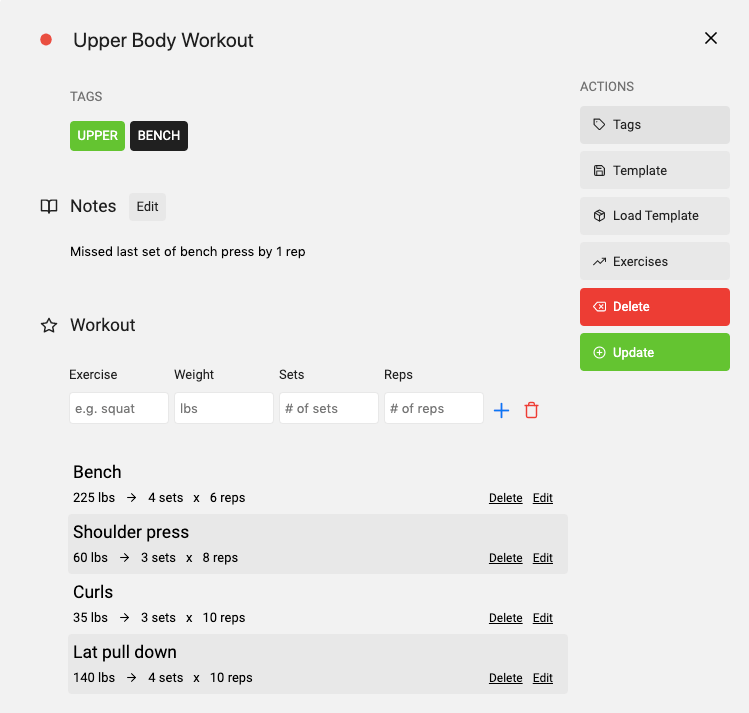 Upper Body Workout
TAGS
UPPER BENCH
Notes Edit
Missed last set of bench press by 1 rep
Workout
Exercise Weight Sets Reps
e.g. squat lbs # of sets # of reps
Bench
225 lbs → 4 sets x 6 reps Delete Edit
Shoulder press
60 lbs → 3 sets x 8 reps Delete Edit
Curls
35 lbs → 3 sets x 10 reps Delete Edit
Lat pull down
140 lbs → 4 sets x 10 reps Delete Edit
ACTIONS
Tags
Template
Load Template
Exercises
Delete
Update